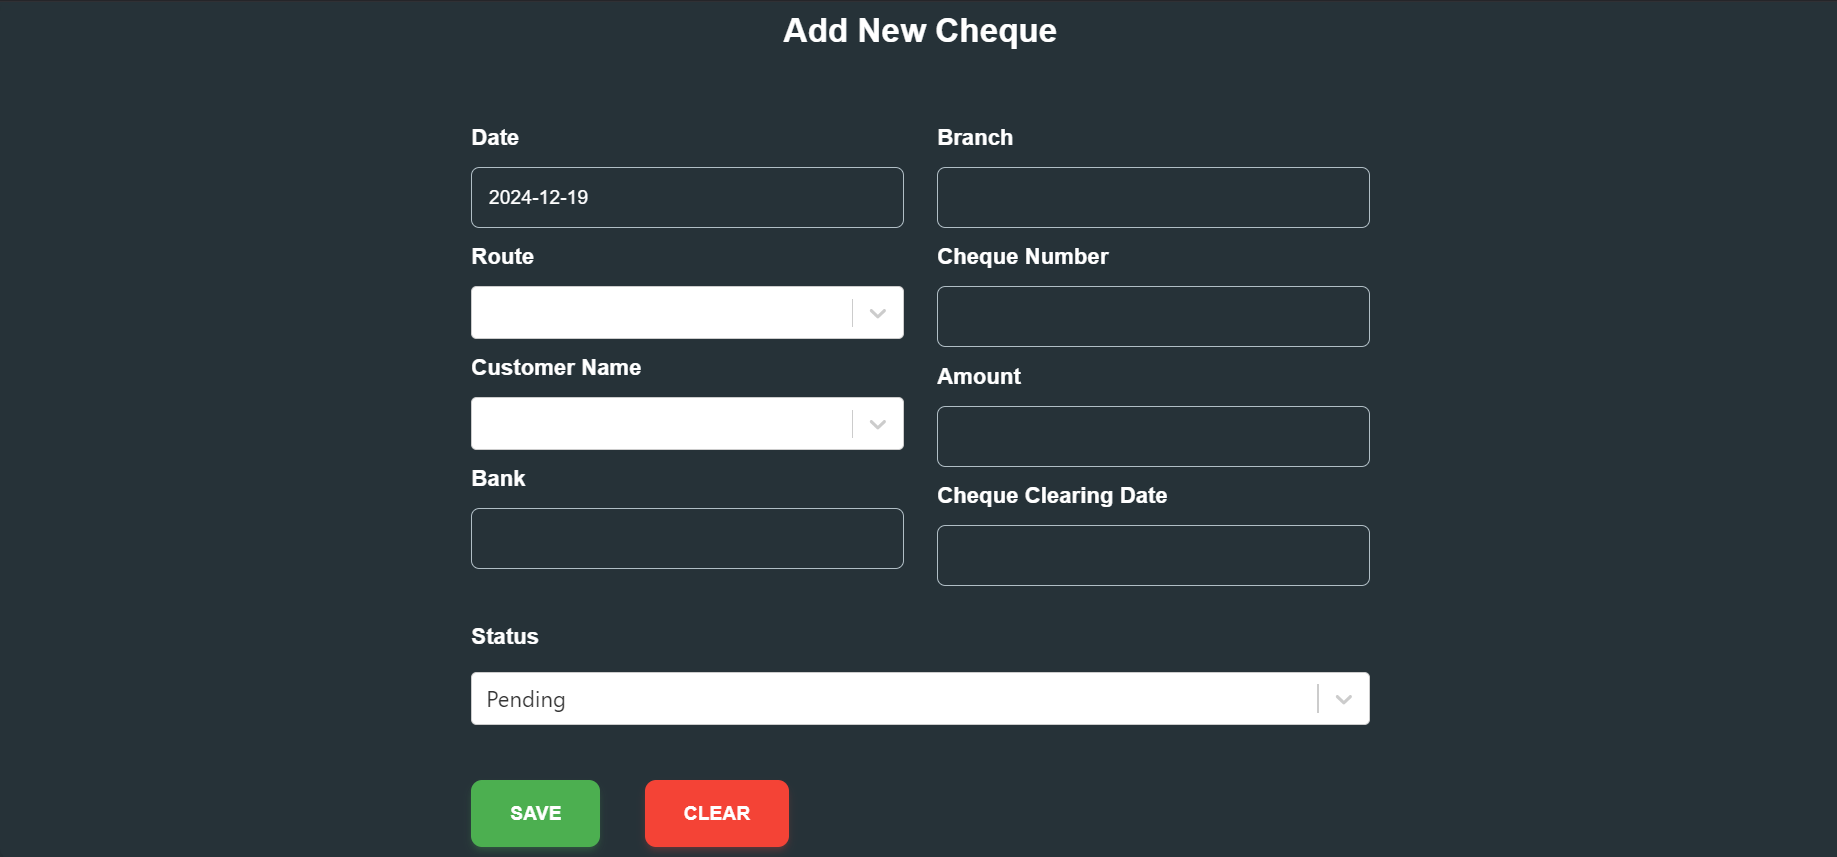 Add New Cheque
Date
2024-12-19
Route
Customer Name
Bank
Branch
Cheque Number
Amount
Cheque Clearing Date
Status
Pending
SAVE
CLEAR